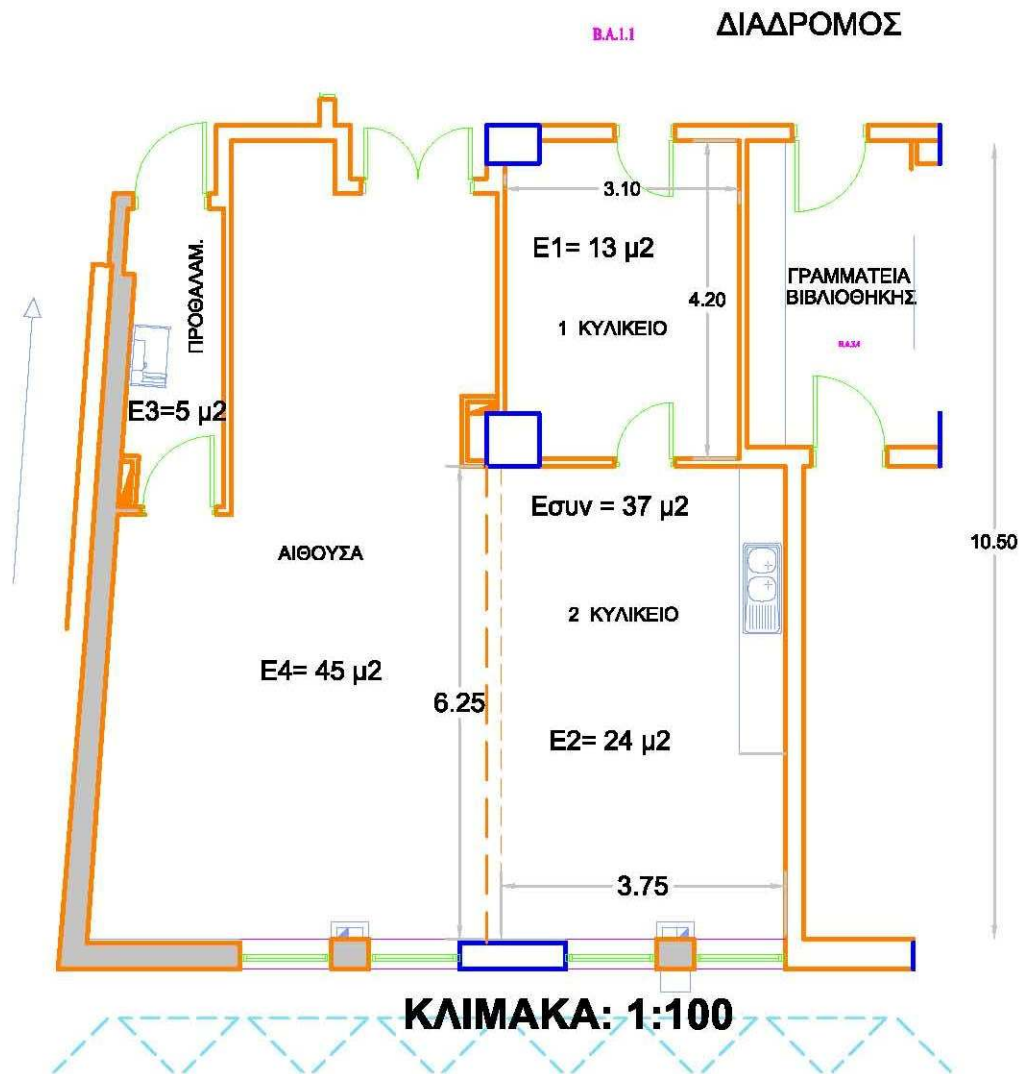 Β.Α.1.1
ΔΙΑΔΡΟΜΟΣ
3.10
Ε1= 13 μ2
ΠΡΟΘΑΛΑΜ.
4.20
1 ΚΥΛΙΚΕΙΟ
ΓΡΑΜΜΑΤΕΙΑ
ΒΙΒΛΙΟΘΗΚΗΣ
Ε3=5 μ2
Εσυν = 37 μ2
10.50
ΑΙΘΟΥΣΑ
2 ΚΥΛΙΚΕΙΟ
Ε4= 45 μ2
6.25
Ε2= 24 μ2
3.75
ΚΛΙΜΑΚΑ: 1:100